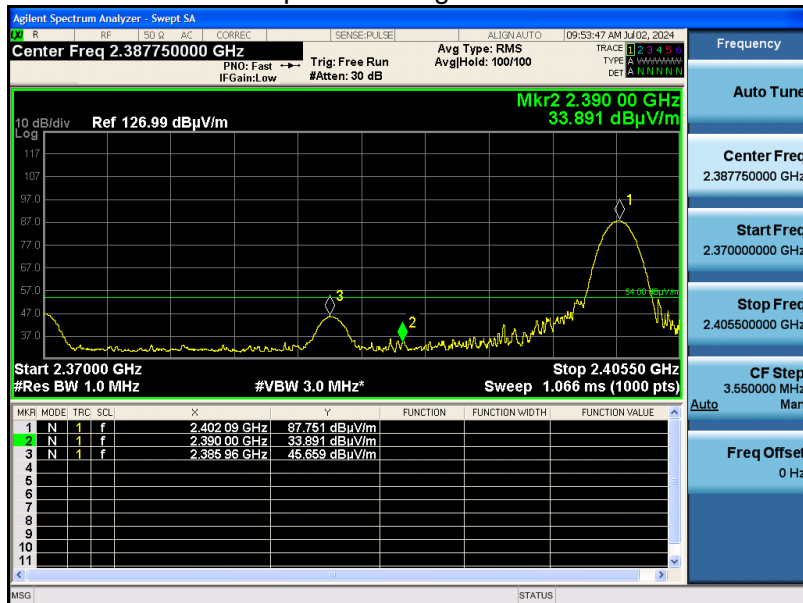 Agilent Spectrum Analyzer - Swept SA
LXI R RF 50 Ω AC CORREC SENSE:PULSE ALIGNAUTO 09:53:47 AM Jul 02, 2024
Center Freq 2.387750000 GHz
PNO: Fast
IFGain:Low
Trig: Free Run
#Atten: 30 dB
Avg Type: RMS
Avg|Hold: 100/100
TRACE 1 2 3 4 5 6
TYPE A WWWWW
DET A N N N N N
Mkr2 2.390 00 GHz
33.891 dBµV/m
10 dB/div Ref 126.99 dBµV/m
Log
117
107
97.0
87.0
77.0
67.0
57.0
47.0
37.0
1
2
3
54.00 dBµV/m
Start 2.37000 GHz Stop 2.40550 GHz
#Res BW 1.0 MHz #VBW 3.0 MHz* Sweep 1.066 ms (1000 pts)
MKR MODE TRC SCL X Y FUNCTION FUNCTION WIDTH FUNCTION VALUE
1 N 1 f 2.402 09 GHz 87.751 dBµV/m
2 N 1 f 2.390 00 GHz 33.891 dBµV/m
3 N 1 f 2.385 96 GHz 45.659 dBµV/m
4
5
6
7
8
9
10
11
MSG STATUS
Frequency
Auto Tune
Center Freq
2.387750000 GHz
Start Freq
2.370000000 GHz
Stop Freq
2.405500000 GHz
CF Step
3.550000 MHz
Auto Man
Freq Offset
0 Hz